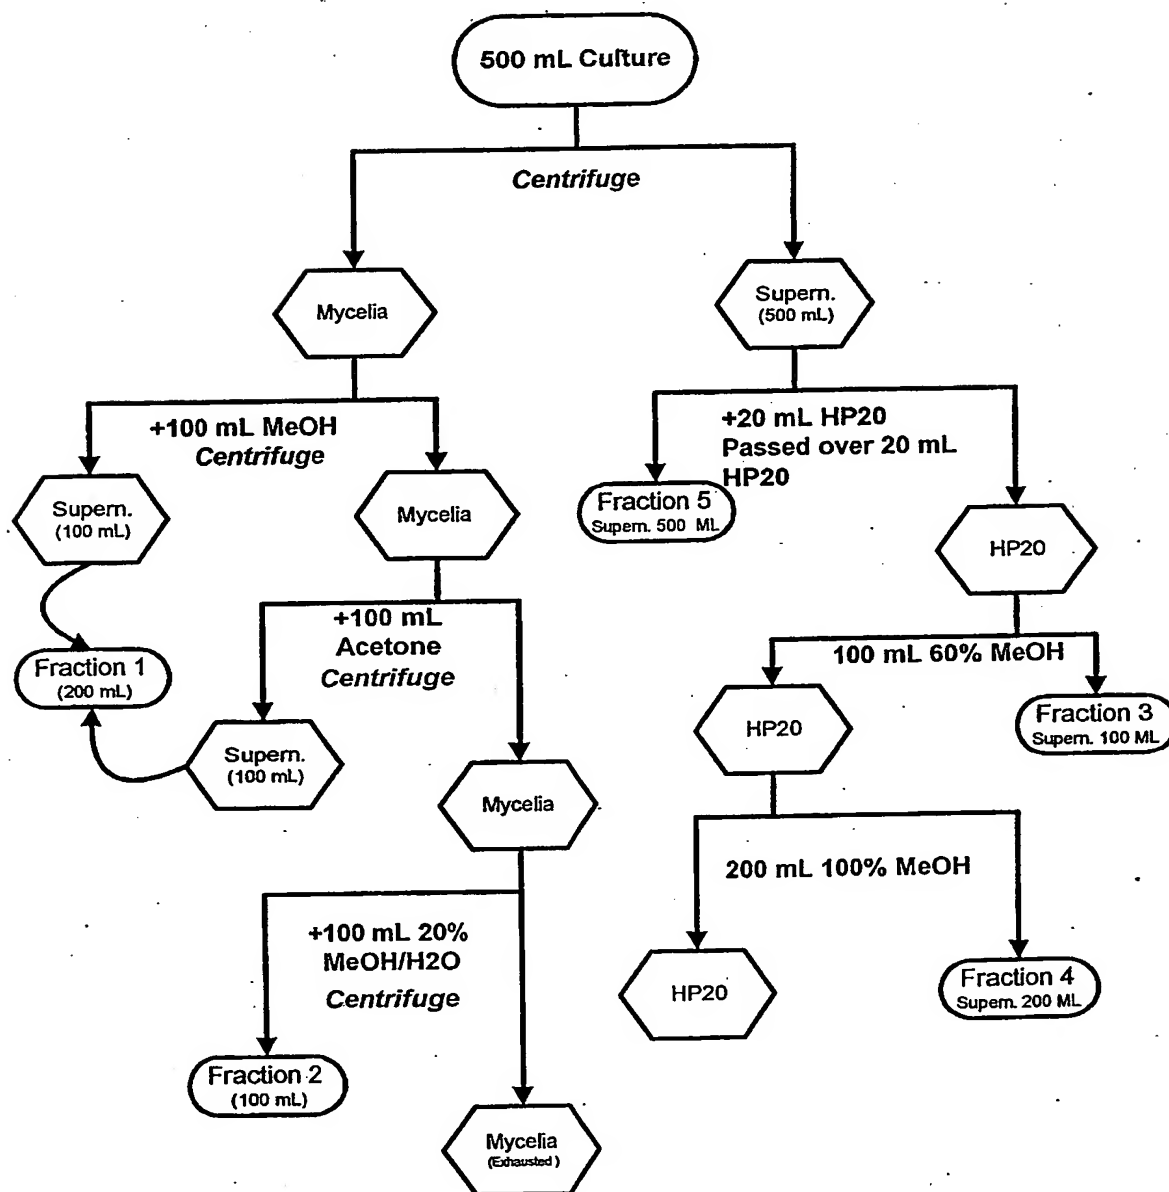 500 mL Culture
Centrifuge
Mycelia
Supern.
(500 mL)
+100 mL MeOH
Centrifuge
+20 mL HP20
Passed over 20 mL
HP20
Supern.
(100 mL)
Mycelia
Fraction 5
Supern. 500 ML
HP20
+100 mL
Acetone
Centrifuge
Fraction 1
(200 mL)
100 mL 60% MeOH
HP20
Fraction 3
Supern. 100 ML
Supern.
(100 mL)
Mycelia
200 mL 100% MeOH
+100 mL 20%
MeOH/H2O
Centrifuge
HP20
Fraction 4
Supern. 200 ML
Fraction 2
(100 mL)
Mycelia
(Exhausted)